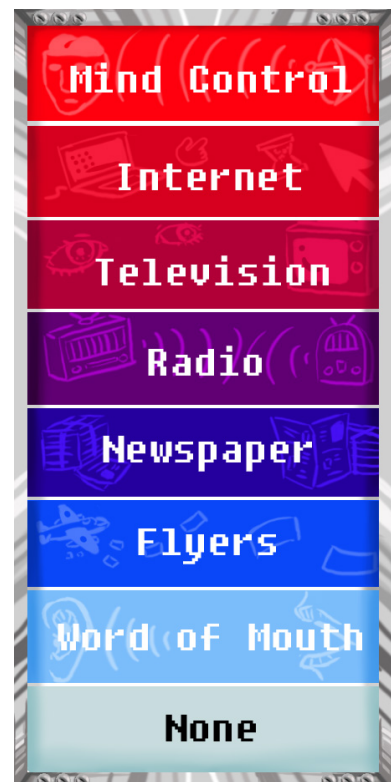 Mind Control
Internet
Television
Radio
Newspaper
Flyers
Word of Mouth
None